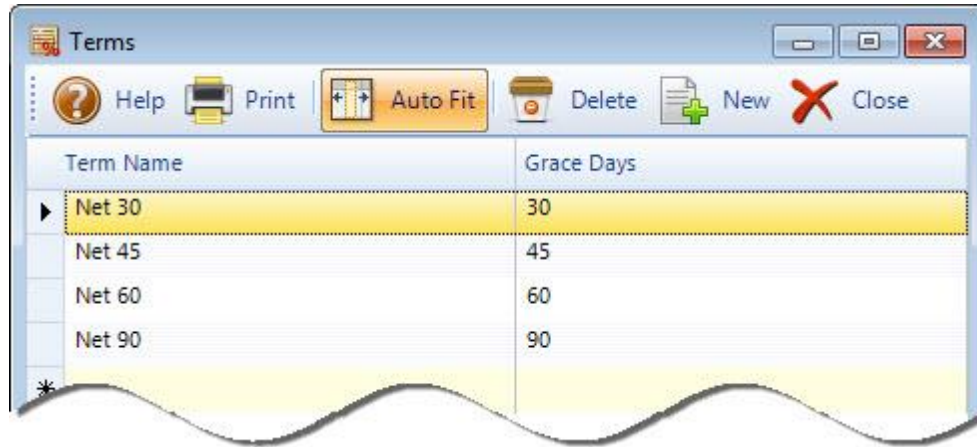 Terms
Help Print Auto Fit Delete New Close
Term Name Grace Days
Net 30 30
Net 45 45
Net 60 60
Net 90 90
*